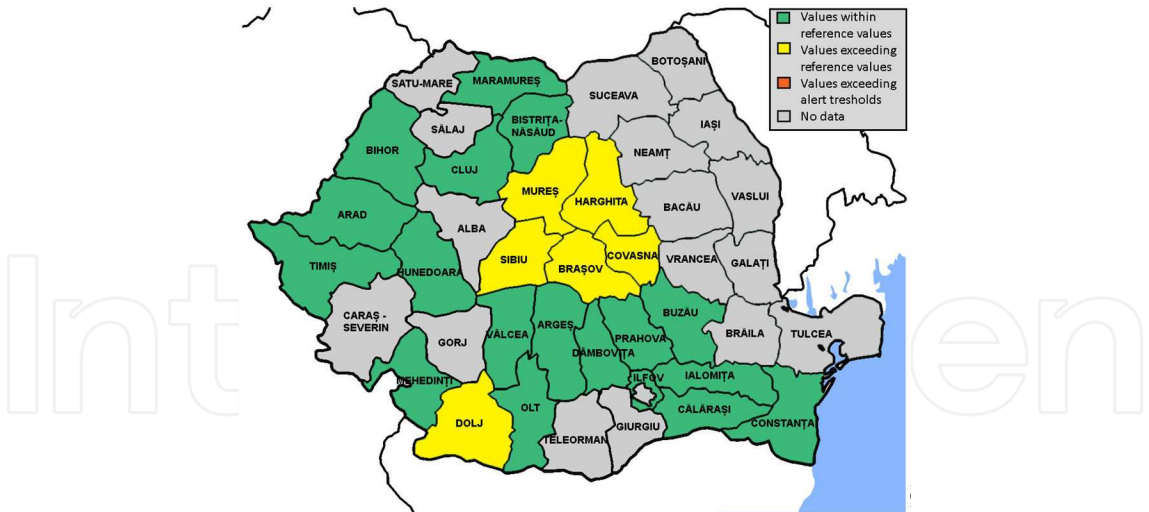 Values within
reference values
Values exceeding
reference values
Values exceeding
alert tresholds
No data
BOTOȘANI
SATU-MARE
MARAMUREȘ
SUCEAVA
SĂLAJ
BISTRIȚA-
NĂSĂUD
IAȘI
BIHOR
CLUJ
NEAMȚ
MUREȘ
HARGHITA
BACĂU
VASLUI
ARAD
ALBA
TIMIȘ
HUNEDOARA
SIBIU
BRAȘOV
COVASNA
VRANCEA
GALAȚI
CARAȘ -
SEVERIN
GORJ
VÂLCEA
ARGEȘ
DÂMBOVIȚA
PRAHOVA
BUZĂU
BRĂILA
TULCEA
MEHEDINȚI
ILFOV
IALOMIȚA
DOLJ
OLT
TELEORMAN
GIURGIU
CĂLĂRAȘI
CONSTANȚA
Int
en